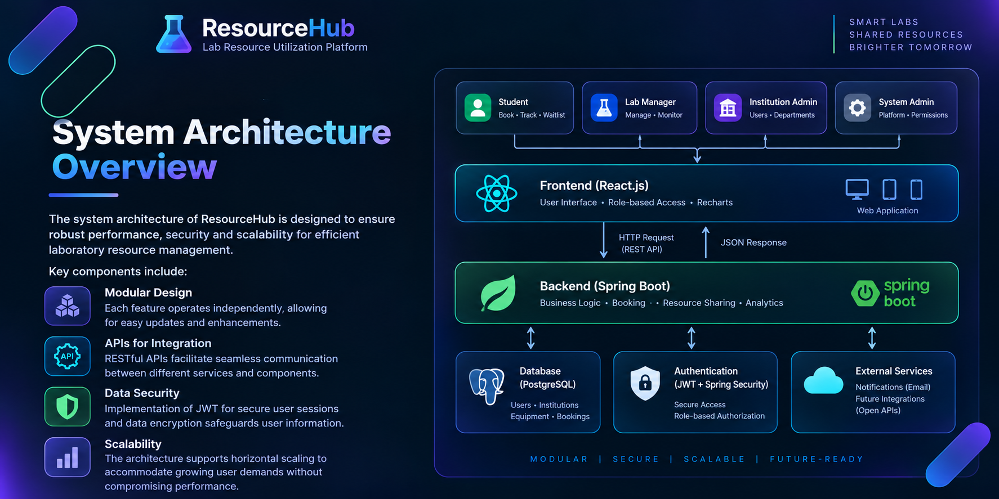 ResourceHub
Lab Resource Utilization Platform
SMART LABS
SHARED RESOURCES
BRIGHTER TOMORROW
System Architecture
Overview
The system architecture of ResourceHub is designed to ensure
robust performance, security and scalability for efficient
laboratory resource management.
Key components include:
Modular Design
Each feature operates independently, allowing
for easy updates and enhancements.
API
APIs for Integration
RESTful APIs facilitate seamless communication
between different services and components.
Data Security
Implementation of JWT for secure user sessions
and data encryption safeguards user information.
Scalability
The architecture supports horizontal scaling to
accommodate growing user demands without
compromising performance.
Student
Book • Track • Waitlist
Lab Manager
Manage • Monitor
Institution Admin
Users • Departments
System Admin
Platform • Permissions
Frontend (React.js)
User Interface • Role-based Access • Recharts
Web Application
HTTP Request
(REST API)
JSON Response
Backend (Spring Boot)
Business Logic • Booking • • Resource Sharing • Analytics
spring
boot
Database
(PostgreSQL)
Users • Institutions
Equipment • Bookings
Authentication
(JWT + Spring Security)
Secure Access
Role-based Authorization
External Services
Notifications (Email)
Future Integrations
(Open APIs)
MODULAR | SECURE | SCALABLE | FUTURE-READY